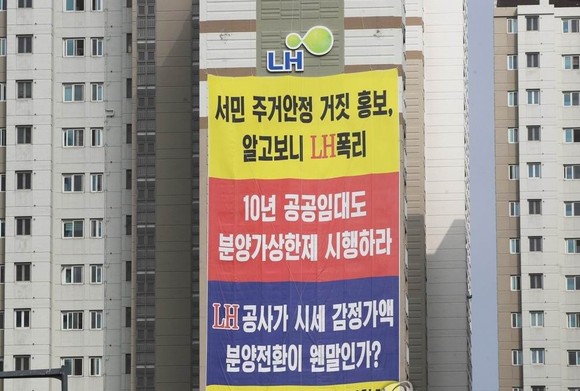 LH
서민 주거안정 거짓 홍보,
알고보니 LH폭리
10년 공공임대도
분양가상한제 시행하라
LH 공사가 시세 감정가액
분양전환이 웬말인가?